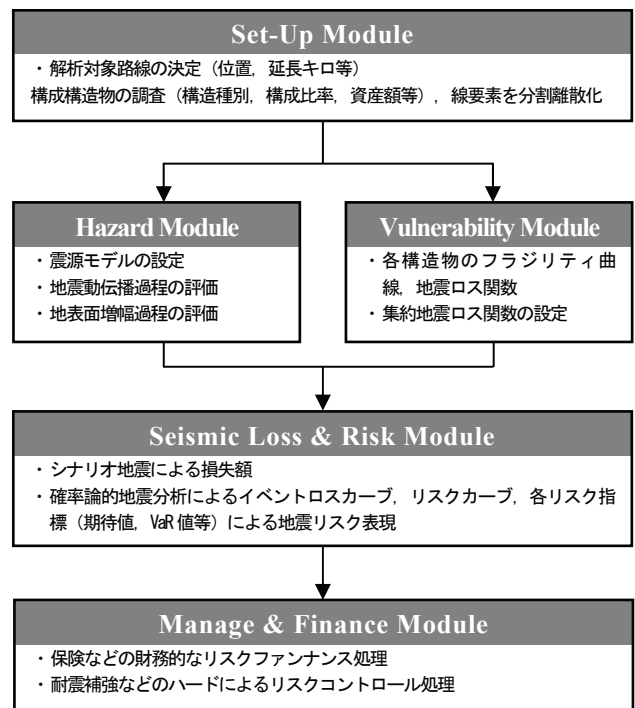 Set-Up Module
・解析対象路線の決定（位置，延長キロ等）
構成構造物の調査（構造種別，構成比率，資産額等），線要素を分割離散化
Hazard Module
・震源モデルの設定
・地震動伝播過程の評価
・地表面増幅過程の評価
Vulnerability Module
・各構造物のフラジリティ曲
線，地震ロス関数
・集約地震ロス関数の設定
Seismic Loss & Risk Module
・シナリオ地震による損失額
・確率論的地震分析によるイベントロスカーブ，リスクカーブ，各リスク指
標（期待値，VaR値等）による地震リスク表現
Manage & Finance Module
・保険などの財務的なリスクファンナンス処理
・耐震補強などのハードによるリスクコントロール処理